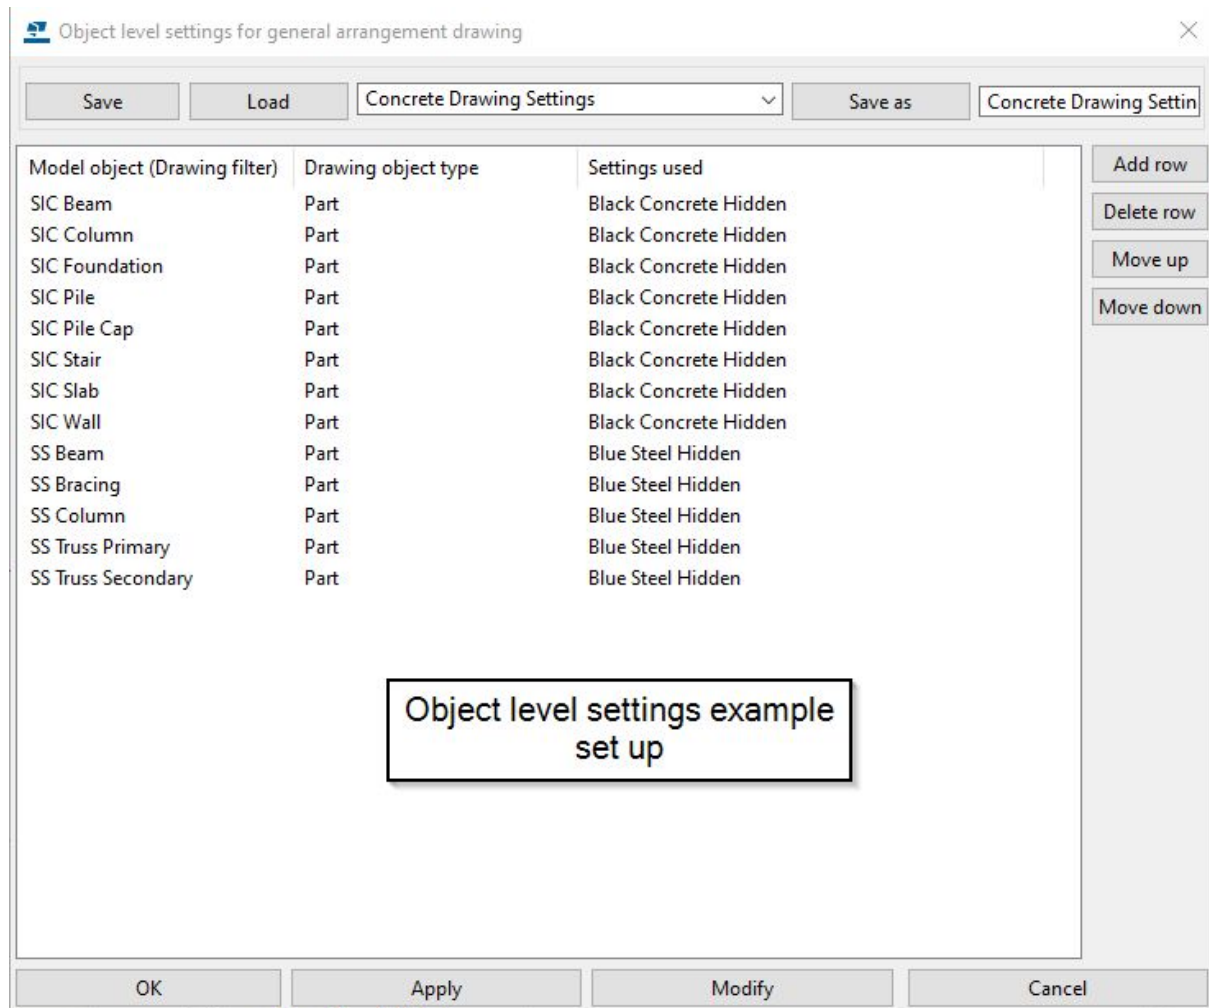 Object level settings for general arrangement drawing
Save Load Concrete Drawing Settings Save as Concrete Drawing Settin
Model object (Drawing filter) Drawing object type Settings used Add row
SIC Beam Part Black Concrete Hidden
Delete row
SIC Column Part Black Concrete Hidden
SIC Foundation Part Black Concrete Hidden Move up
SIC Pile Part Black Concrete Hidden
Move down
SIC Pile Cap Part Black Concrete Hidden
SIC Stair Part Black Concrete Hidden
SIC Slab Part Black Concrete Hidden
SIC Wall Part Black Concrete Hidden
SS Beam Part Blue Steel Hidden
SS Bracing Part Blue Steel Hidden
SS Column Part Blue Steel Hidden
SS Truss Primary Part Blue Steel Hidden
SS Truss Secondary Part Blue Steel Hidden
Object level settings example
set up
OK Apply Modify Cancel